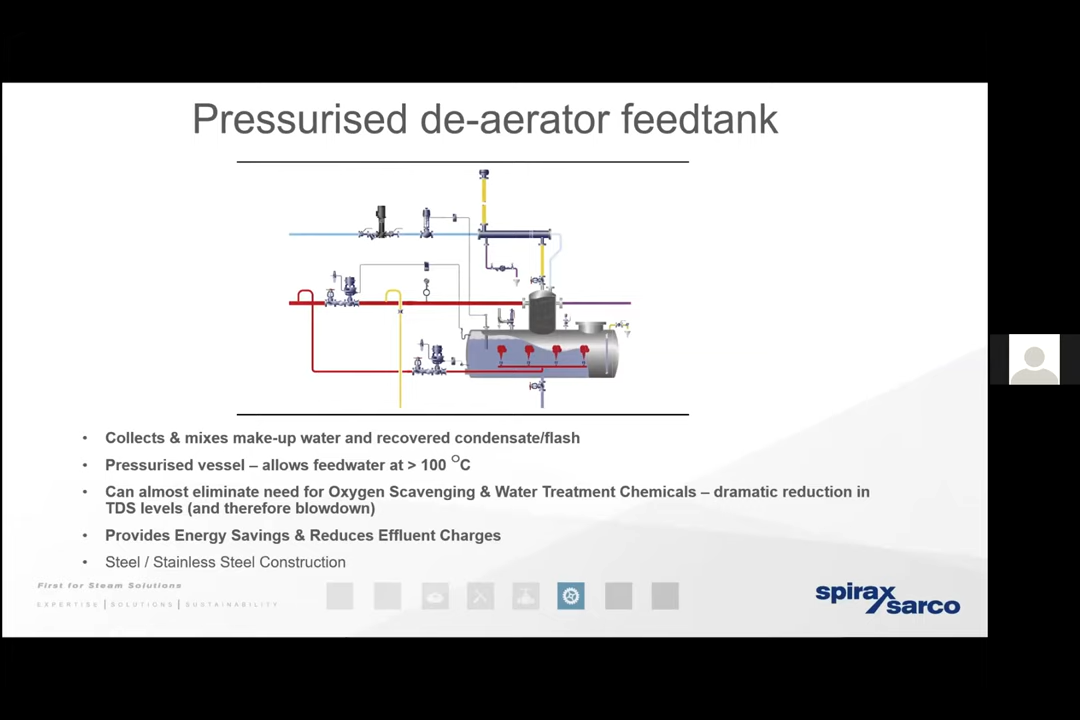 Pressurised de-aerator feedtank
• Collects & mixes make-up water and recovered condensate/flash
• Pressurised vessel – allows feedwater at > 100 °C
• Can almost eliminate need for Oxygen Scavenging & Water Treatment Chemicals – dramatic reduction in
TDS levels (and therefore blowdown)
• Provides Energy Savings & Reduces Effluent Charges
• Steel / Stainless Steel Construction
First for Steam Solutions
EXPERTISE | SOLUTIONS | SUSTAINABILITY
spirax
sarco